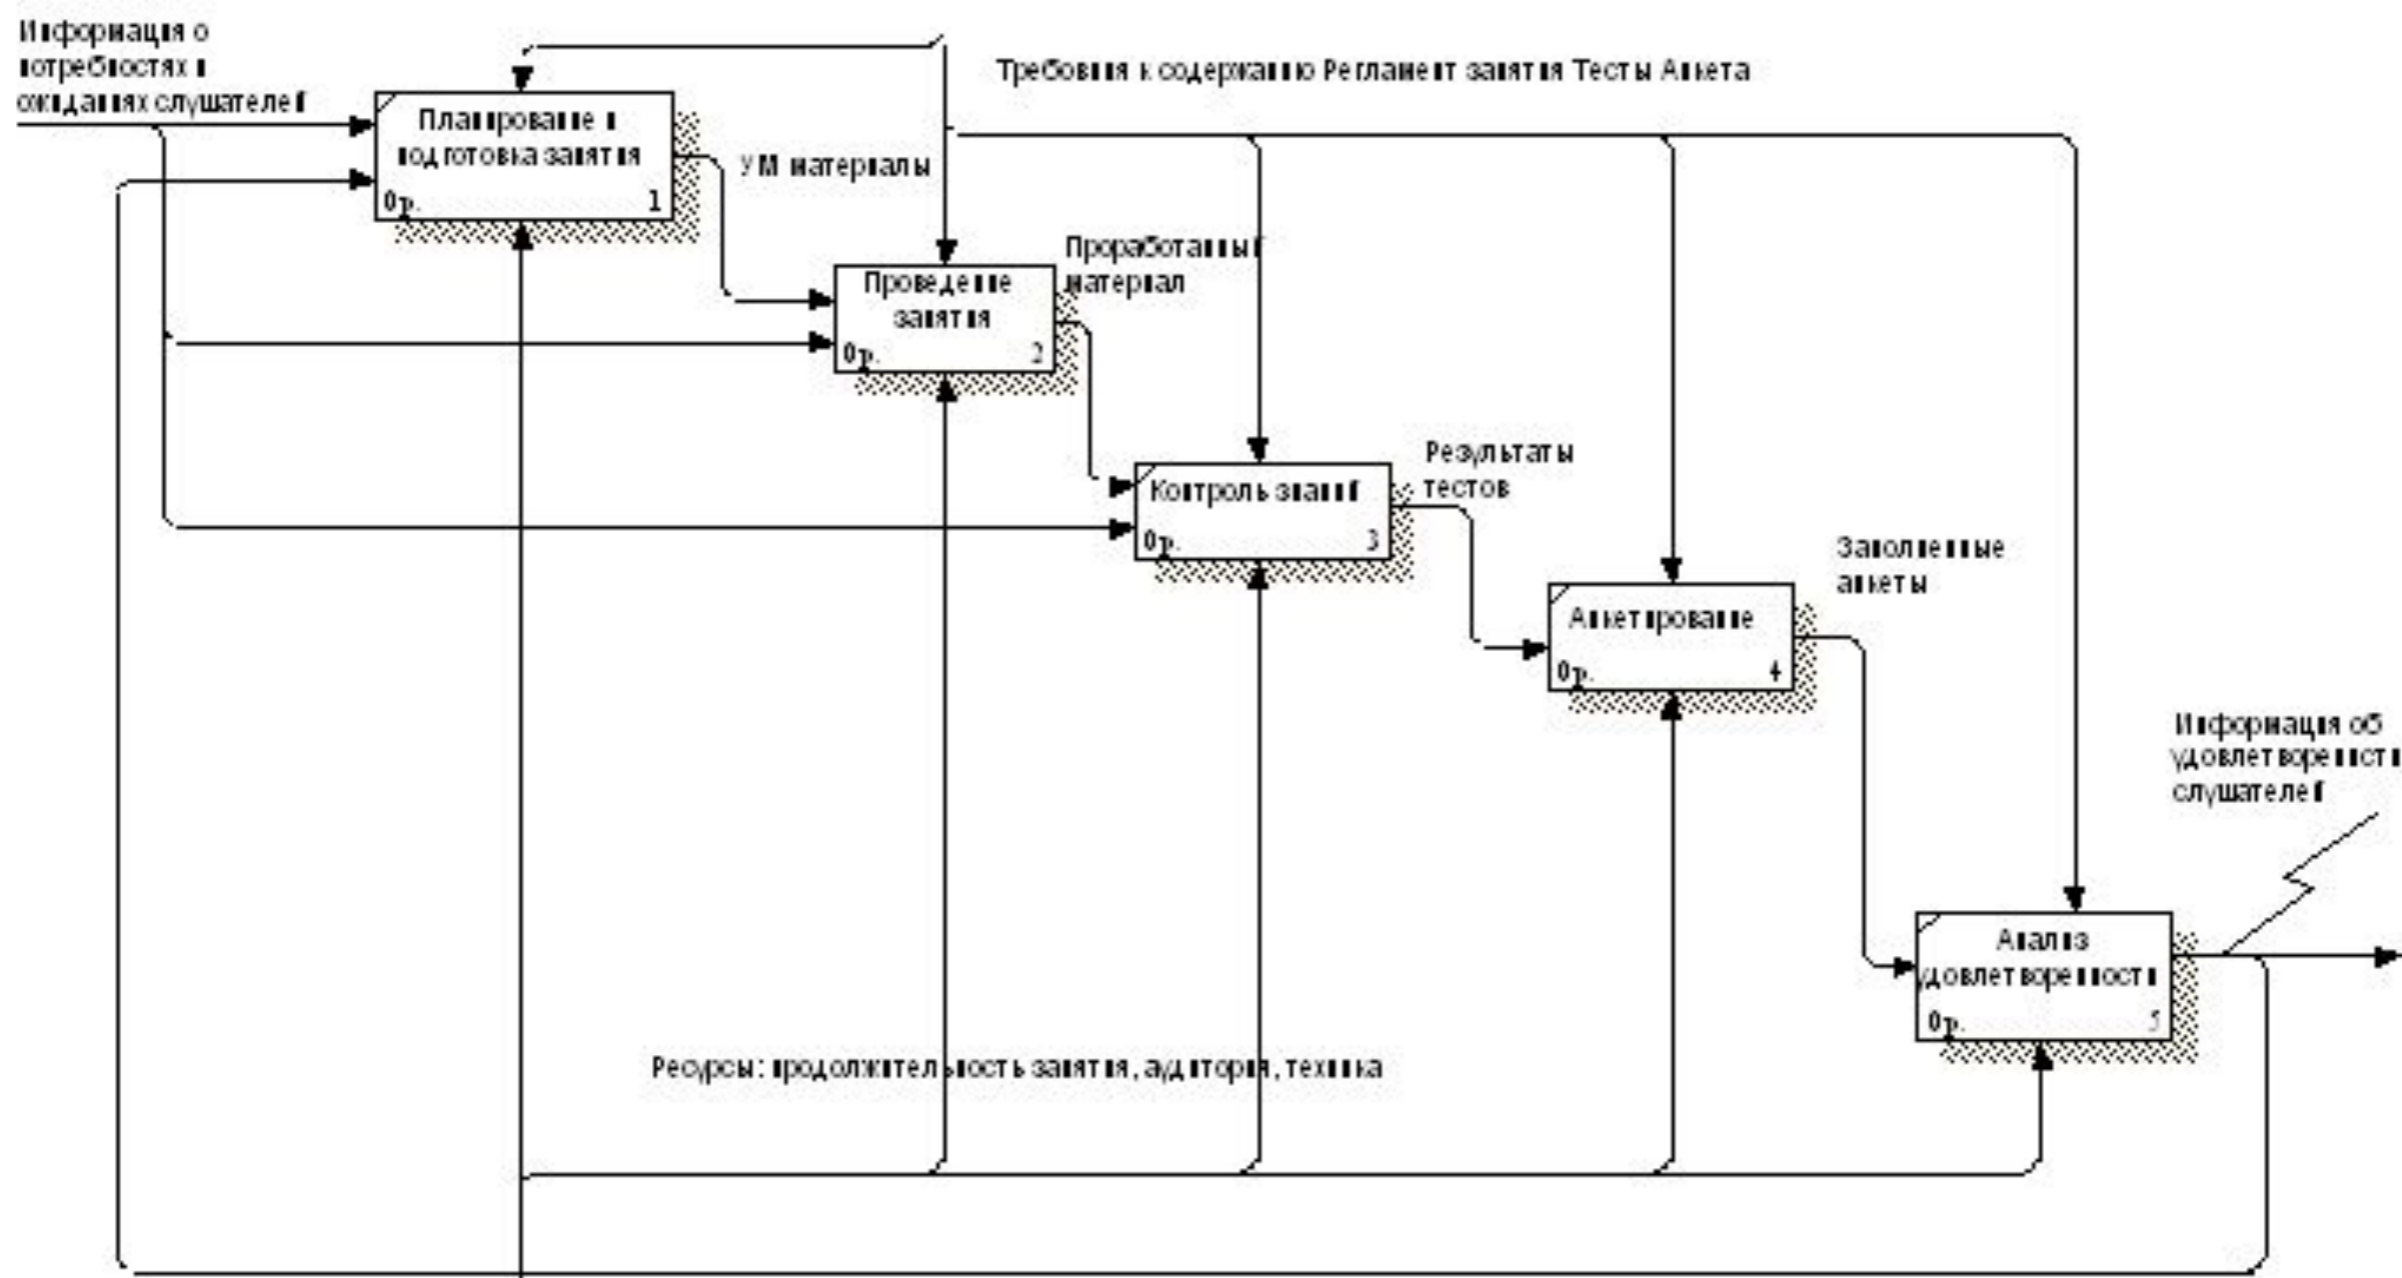 Информация о
потребностях и
ожиданиях слушателей
Требовния к содержанию Регламент занятия Тесты Анкета
Планирование и
подготовка занятия
0р. 1
УМ материалы
Проведение
занятия
0р. 2
Проработанный
материал
Контроль знаний
0р. 3
Результаты
тестов
Анкетирование
0р. 4
Заполненные
анкеты
Информация об
удовлетворенности
слушателей
Анализ
удовлетворенности
0р. 5
Ресурсы: продолжительность занятия, аудитория, техника